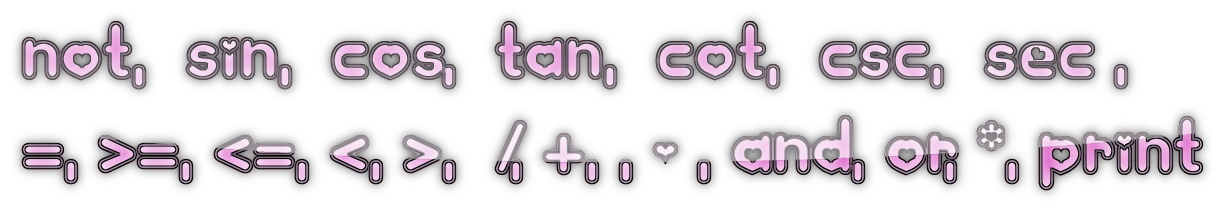 not, sin, cos, tan, cot, csc, sec ,
=, >=, <=, <, >, /, +, , ❤ , and, or, * , print